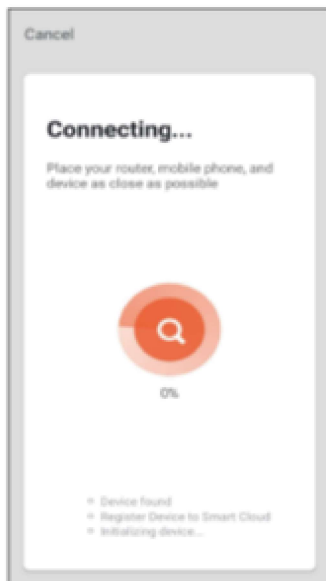 Cancel
Connecting...
Place your router, mobile phone, and
device as close as possible
0%
Device found
Register Device to Smart Cloud
Initializing device...